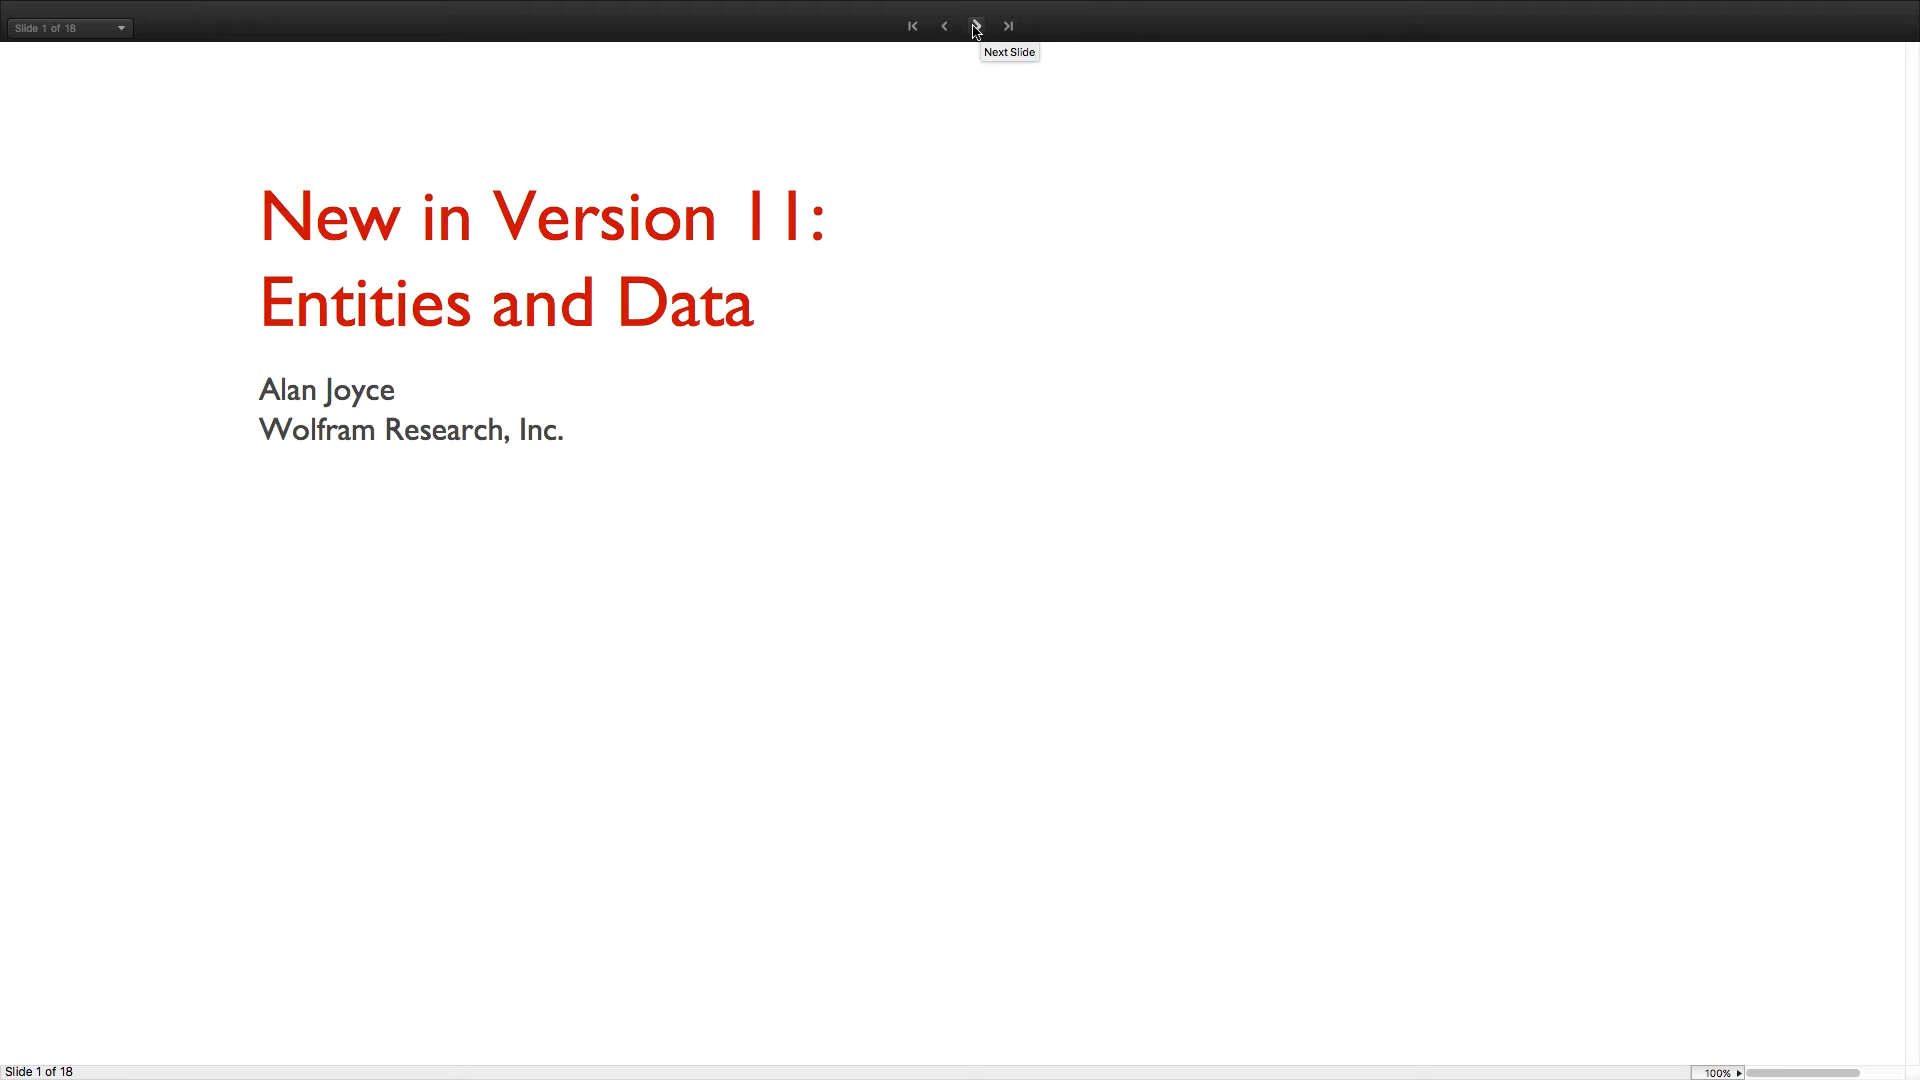 Slide 1 of 18
Next Slide
New in Version 11:
Entities and Data
Alan Joyce
Wolfram Research, Inc.
Slide 1 of 18
100%